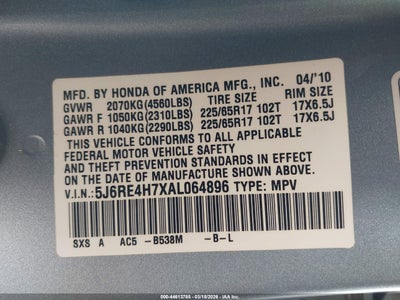 MFD. BY HONDA OF AMERICA MFG., INC. 04/'10
GVWR 2070KG(4560LBS) TIRE SIZE RIM SIZE
GAWR F 1050KG(2310LBS) 225/65R17 102T 17X6.5J
GAWR R 1040KG(2290LBS) 225/65R17 102T 17X6.5J
THIS VEHICLE CONFORMS TO ALL APPLICABLE
FEDERAL MOTOR VEHICLE SAFETY AND
THEFT PREVENTION STANDARDS IN EFFECT ON
THE DATE OF MANUFACTURE SHOWN ABOVE.
V.I.N.: 5J6RE4H7XAL064896 TYPE: MPV
SXS A AC5 -B538M -B-L
000-44613785 - 03/18/2026 - IAA Inc.